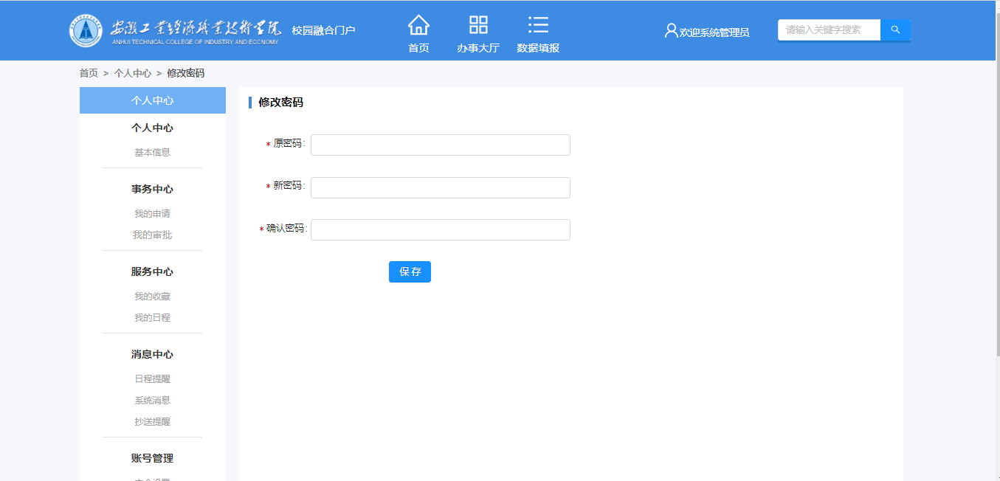 安徽工业经济职业技术学院
ANHUI TECHNICAL COLLEGE OF INDUSTRY AND ECONOMY
校园融合门户
首页
办事大厅
数据填报
欢迎系统管理员
请输入关键字搜索
首页 > 个人中心 > 修改密码
个人中心
个人中心
基本信息
事务中心
我的申请
我的审批
服务中心
我的收藏
我的日程
消息中心
日程提醒
系统消息
抄送提醒
账号管理
修改密码
* 原密码:
* 新密码:
* 确认密码:
保存